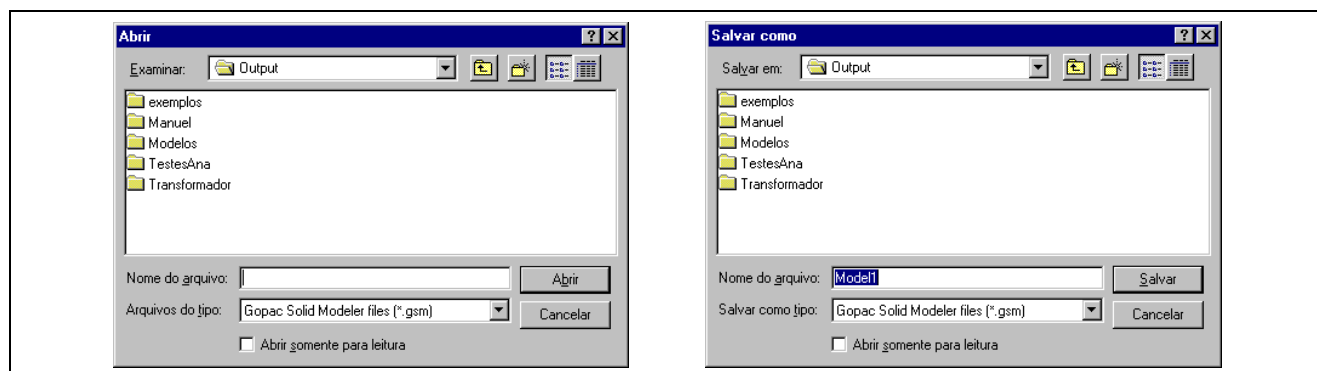 Abrir
Examinar: Output
exemplos
Manuel
Modelos
TestesAna
Transformador
Nome do arquivo: Abrir
Arquivos do tipo: Gopac Solid Modeler files (*.gsm) Cancelar
Abrir somente para leitura
Salvar como
Salvar em: Output
exemplos
Manuel
Modelos
TestesAna
Transformador
Nome do arquivo: Model1 Salvar
Salvar como tipo: Gopac Solid Modeler files (*.gsm) Cancelar
Abrir somente para leitura